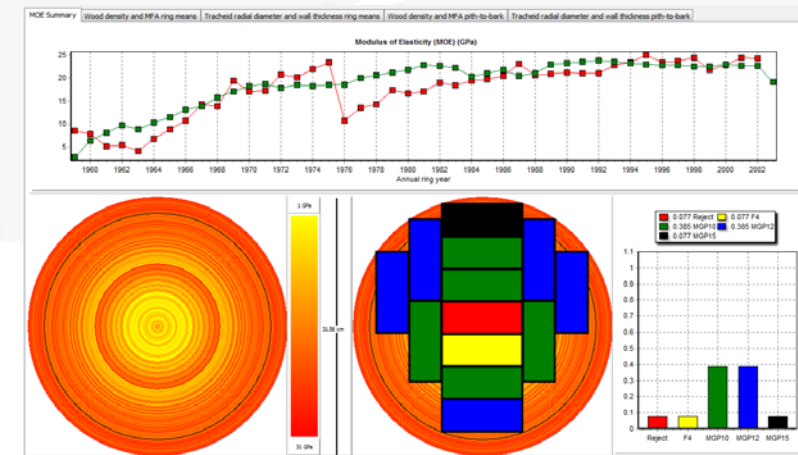 MOE Summary Wood density and MFA ring means Tracheid radial diameter and wall thickness ring means Wood density and MFA pith-to-bark Tracheid radial diameter and wall thickness pith-to-bark
Modulus of Elasticity (MOE) (GPa)
25
20
15
10
5
1960 1962 1964 1966 1968 1970 1972 1974 1976 1978 1980 1982 1984 1986 1988 1990 1992 1994 1996 1998 2000 2002
Annual ring year
1 GPa
31 GPa
cm
0.077 Reject 0.077 F4
0.385 MGP10 0.385 MGP12
0.077 MGP15
1.1
1
0.9
0.8
0.7
0.6
0.5
0.4
0.3
0.2
0.1
0
Reject F4 MGP10 MGP12 MGP15